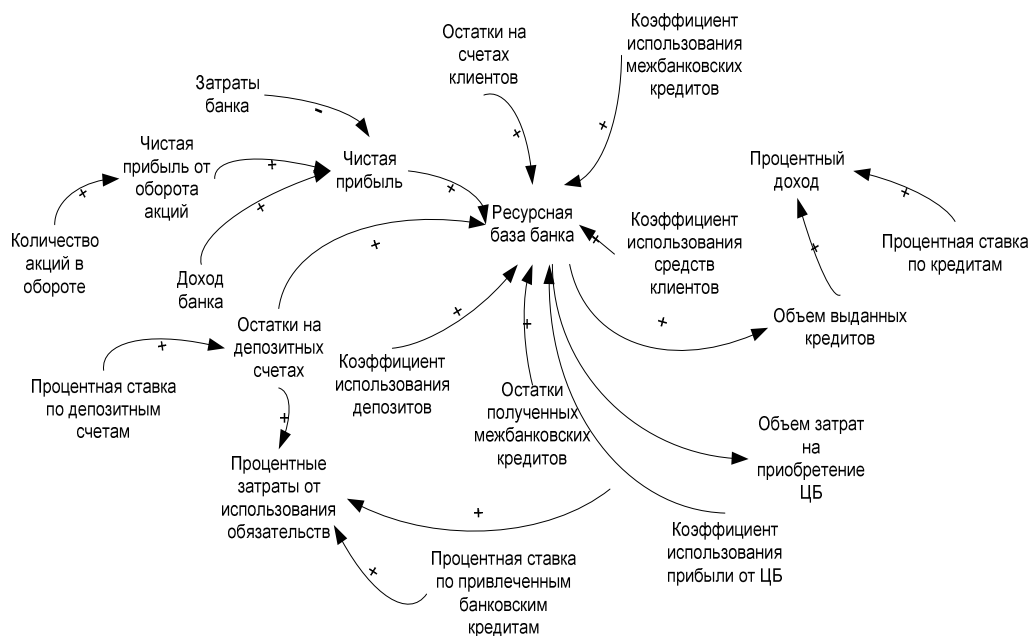 Остатки на
счетах
клиентов
Коэффициент
использования
межбанковских
кредитов
Затраты
банка
-
+
+
Чистая
прибыль от
оборота
акций
+
+
Чистая
прибыль
+
+
Количество
акций в
обороте
Доход
банка
Ресурсная
база банка
+
Коэффициент
использования
средств
клиентов
+
Процентный
доход
+
Процентная ставка
по кредитам
+
Объем выданных
кредитов
+
Остатки на
депозитных
счетах
+
+
Процентная ставка
по депозитным
счетам
+
Коэффициент
использования
депозитов
+
Остатки
полученных
межбанковских
кредитов
+
Объем затрат
на
приобретение
ЦБ
+
Процентные
затраты от
использования
обязательств
+
Коэффициент
использования
прибыли от ЦБ
+
Процентная ставка
по привлеченным
банковским
кредитам